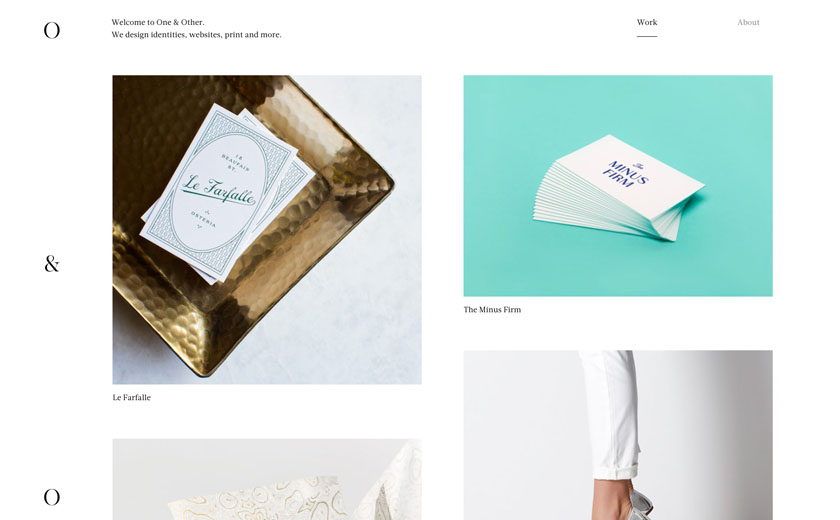 O
Welcome to One & Other.
We design identities, websites, print and more.
Work
About
LE
BEAUFAIN
ST.
Le Farfalle
OSTERIA
The
MINUS
FIRM
&
The Minus Firm
Le Farfalle
O